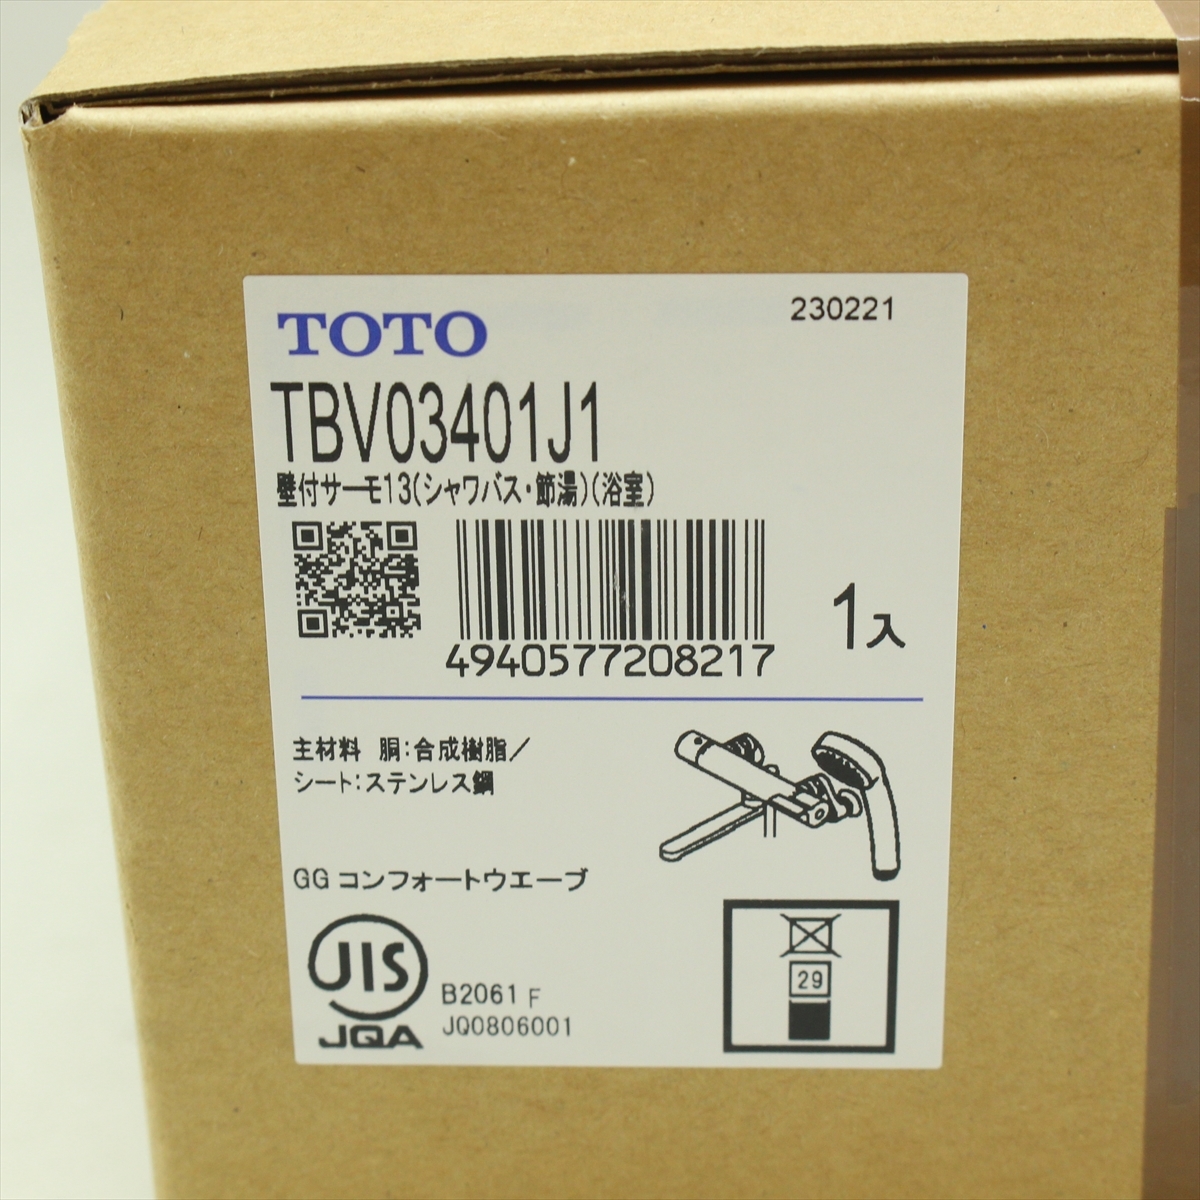 TOTO
230221
TBV03401J1
壁付サーモ13(シャワバス・節湯)(浴室)
4940577208217
1入
主材料 胴:合成樹脂/
シート:ステンレス鋼
GG コンフォートウエーブ
JIS
JQA
B2061 F
JQ0806001
29